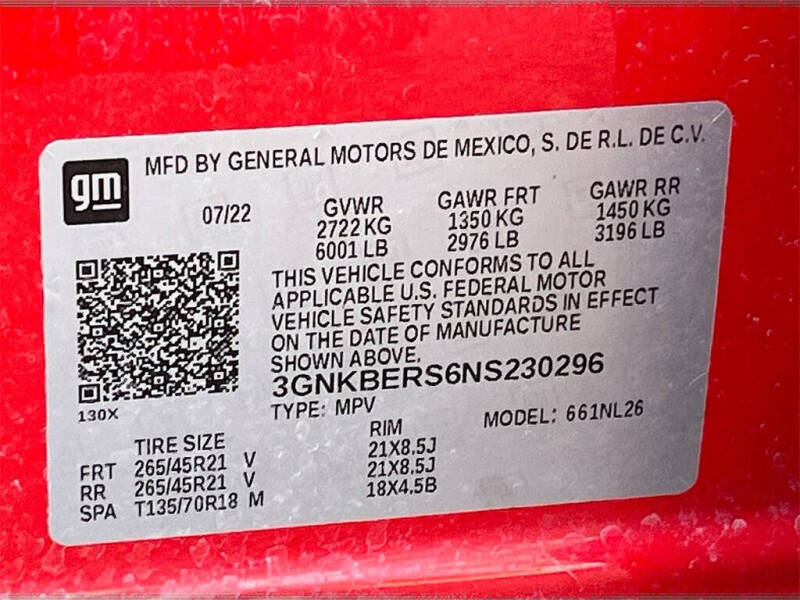 gm
MFD BY GENERAL MOTORS DE MEXICO, S. DE R.L. DE C.V.
07/22 GVWR GAWR FRT GAWR RR
2722 KG 1350 KG 1450 KG
6001 LB 2976 LB 3196 LB
THIS VEHICLE CONFORMS TO ALL
APPLICABLE U.S. FEDERAL MOTOR
VEHICLE SAFETY STANDARDS IN EFFECT
ON THE DATE OF MANUFACTURE
SHOWN ABOVE.
3GNKBERS6NS230296
130X
TYPE: MPV MODEL: 661NL26
TIRE SIZE RIM
FRT 265/45R21 V 21X8.5J
RR 265/45R21 V 21X8.5J
SPA T135/70R18 M 18X4.5B